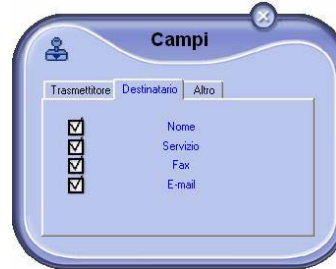 Campi
Trasmettitore Destinatario Altro
Nome
Servizio
Fax
E-mail